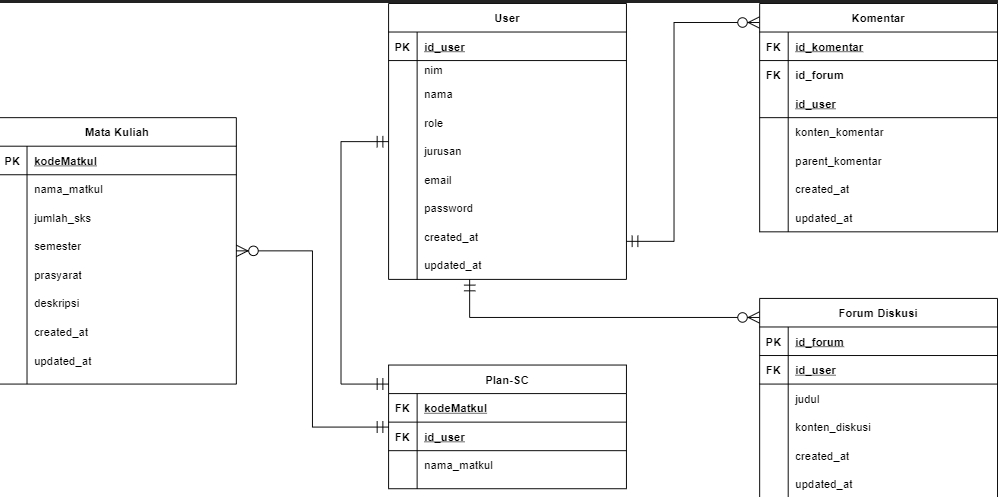 User
PK id_user
nim
nama
role
jurusan
email
password
created_at
updated_at
Komentar
FK id_komentar
FK id_forum
id_user
konten_komentar
parent_komentar
created_at
updated_at
Mata Kuliah
PK kodeMatkul
nama_matkul
jumlah_sks
semester
prasyarat
deskripsi
created_at
updated_at
Plan-SC
FK kodeMatkul
FK id_user
nama_matkul
Forum Diskusi
PK id_forum
FK id_user
judul
konten_diskusi
created_at
updated_at